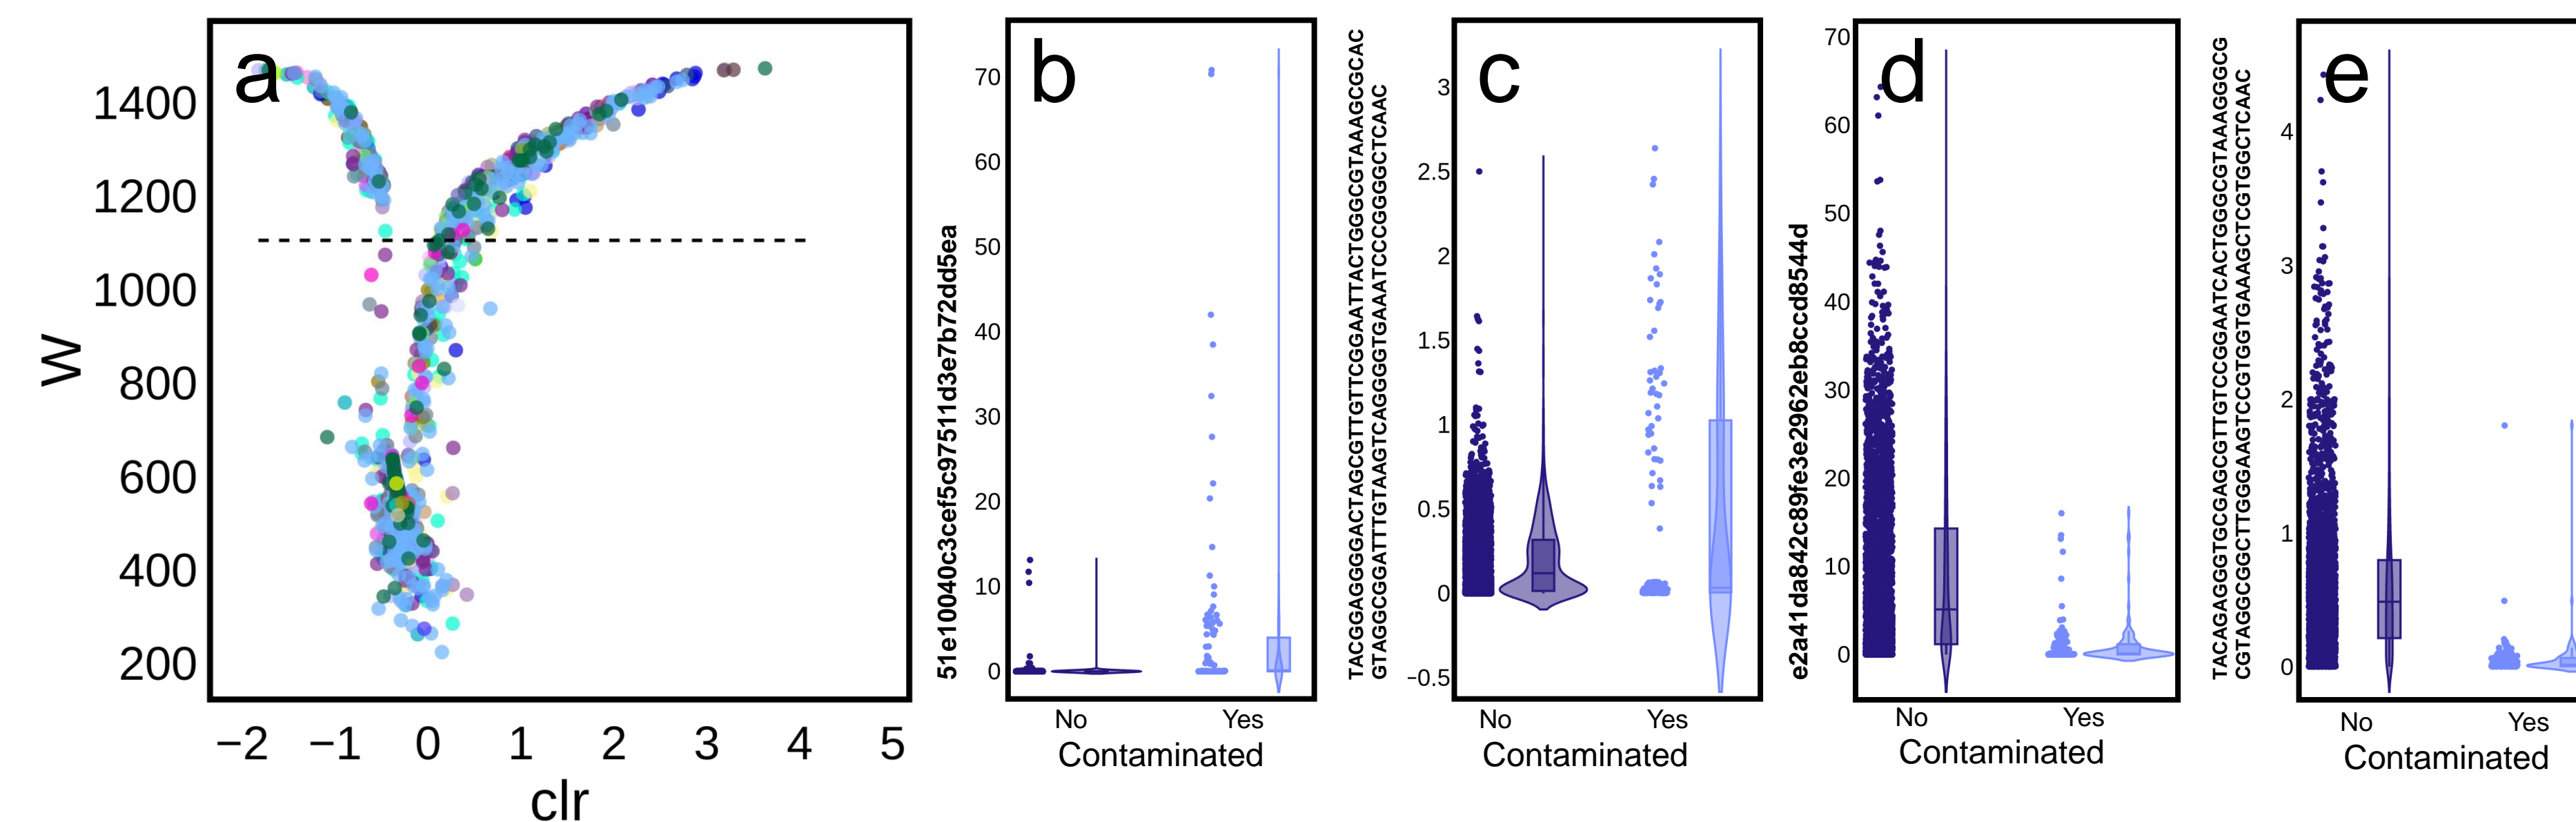 a
W
1400
1200
1000
800
600
400
200
−2 −1 0 1 2 3 4 5
clr
b
51e10040c3cef5c97511d3e7b72dd5ea
70
60
50
40
30
20
10
0
No Yes
Contaminated
c
TACGGAGGGGACTAGCGTTGTTCGGAATTACTGGGCGTAAAGCGCAC
GTAGGCGGATTTGTAAGTCAGGGGTGAAATCCCGGGGCTCAAC
3
2.5
2
1.5
1
0.5
0
−0.5
No Yes
Contaminated
d
e2a41da842c89fe3e2962eb8ccd8544d
70
60
50
40
30
20
10
0
No Yes
Contaminated
e
TACAGAGGGTGCGAGCGTTGTCCGGAATCACTGGGCGTAAAGGGCG
CGTAGGCGGCTTGGGAAGTCCGTGGTGAAAGCTCGTGGCTCAAC
4
3
2
1
0
No Yes
Contaminated